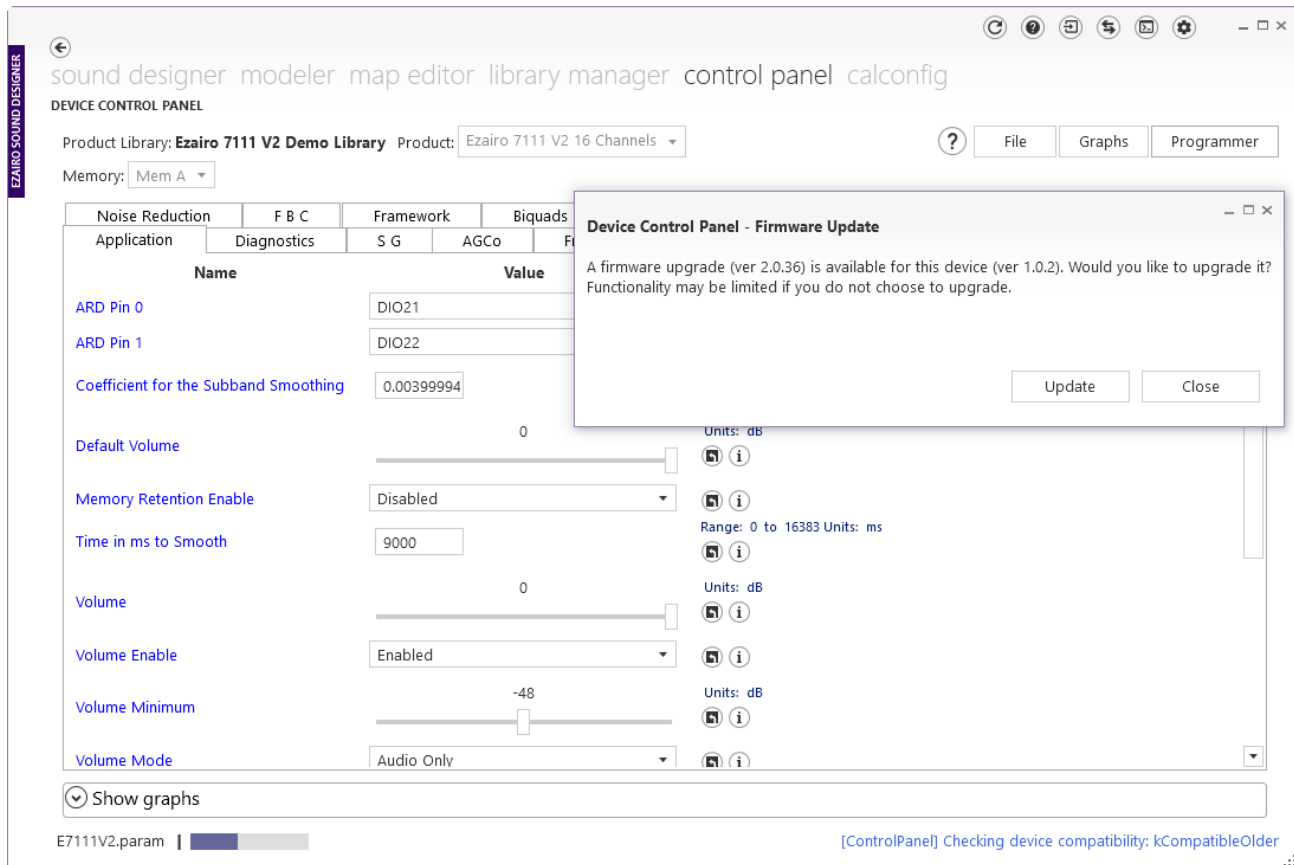 EZAIRO SOUND DESIGNER
sound designer modeler map editor library manager control panel calconfig
DEVICE CONTROL PANEL
Product Library: Ezairo 7111 V2 Demo Library Product: Ezairo 7111 V2 16 Channels
? File Graphs Programmer
Memory: Mem A
Noise Reduction F B C Framework Biquads
Application Diagnostics S G AGCo
Name Value
ARD Pin 0 DIO21
ARD Pin 1 DIO22
Coefficient for the Subband Smoothing 0.00399994
Default Volume 0 Units: dB
Memory Retention Enable Disabled
Time in ms to Smooth 9000 Range: 0 to 16383 Units: ms
Volume 0 Units: dB
Volume Enable Enabled
Volume Minimum -48 Units: dB
Volume Mode Audio Only
Device Control Panel - Firmware Update
A firmware upgrade (ver 2.0.36) is available for this device (ver 1.0.2). Would you like to upgrade it?
Functionality may be limited if you do not choose to upgrade.
Update Close
Show graphs
E7111V2.param | [ControlPanel] Checking device compatibility: kCompatibleOlder